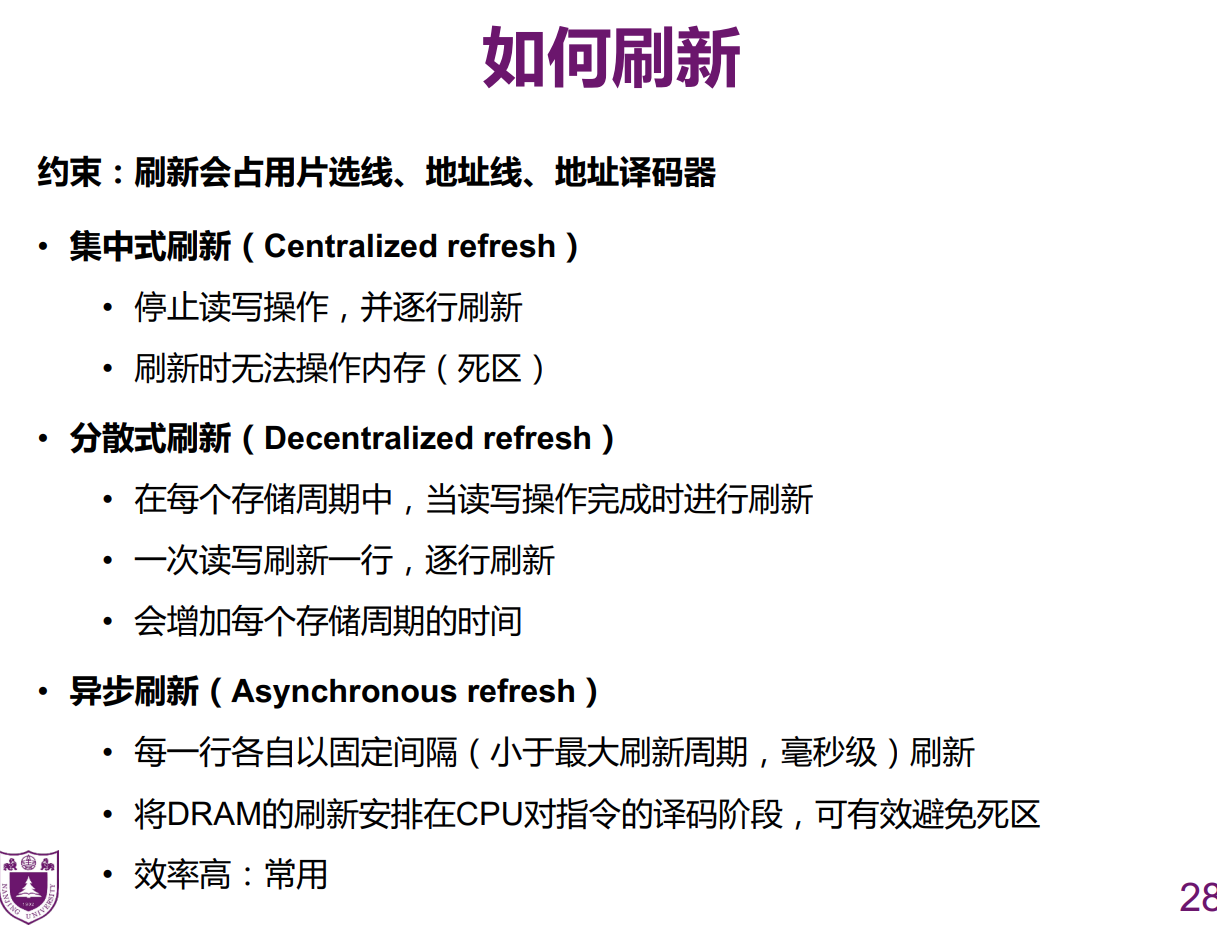 如何刷新
约束：刷新会占用片选线、地址线、地址译码器
• 集中式刷新（Centralized refresh）
• 停止读写操作，并逐行刷新
• 刷新时无法操作内存（死区）
• 分散式刷新（Decentralized refresh）
• 在每个存储周期中，当读写操作完成时进行刷新
• 一次读写刷新一行，逐行刷新
• 会增加每个存储周期的时间
• 异步刷新（Asynchronous refresh）
• 每一行各自以固定间隔（小于最大刷新周期，毫秒级）刷新
• 将DRAM的刷新安排在CPU对指令的译码阶段，可有效避免死区
• 效率高：常用
NANJING UNIVERSITY
28